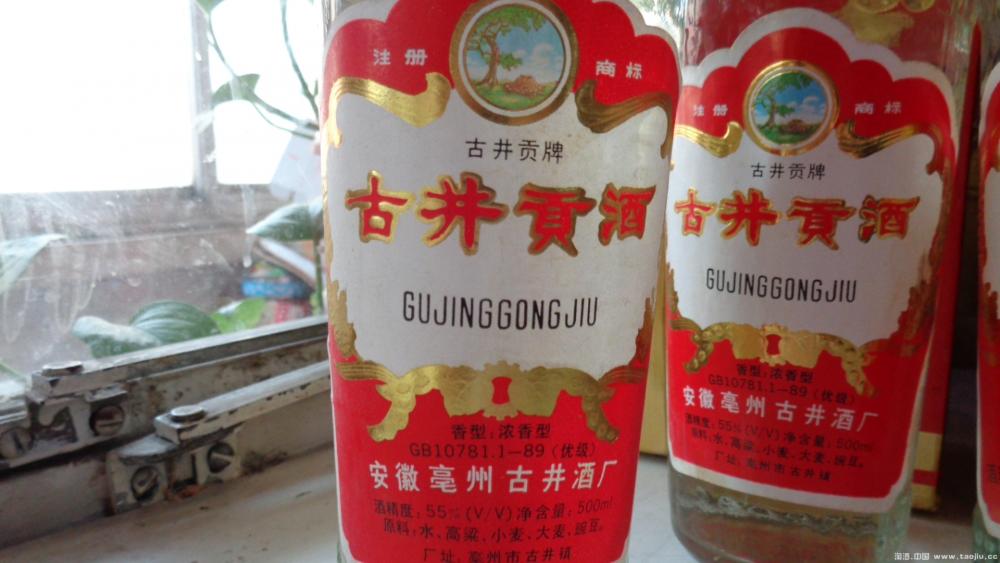 注册 商标
古井贡牌
古井贡酒
GUJINGGONGJIU
香型：浓香型
GB10781.1—89（优级）
安徽亳州古井酒厂
酒精度：55%(V/V)净含量：500ml
原料：水、高粱、小麦、大麦、豌豆。
厂址：亳州市古井镇
注册 商标
古井贡牌
古井贡酒
GUJINGGONGJIU
香型：浓香型
GB10781.1—89（优级）
安徽亳州古井酒厂
酒精度：55%(V/V)净含量：500ml
原料：水、高粱、小麦、大麦、豌豆。
厂址：亳州市古井镇
淘酒.中国 www.taojiu.cc